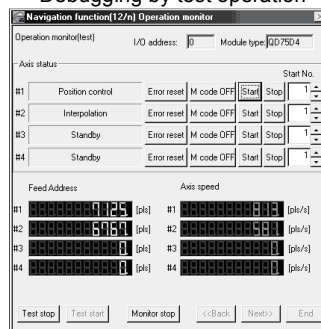 Debugging by test operation
Navigation function(12/n) Operation monitor
Operation monitor(test) I/O address: 0 Module type: QD75D4
Axis status
Start No.
#1 Position control Error reset M code OFF Start Stop 1
#2 Interpolation Error reset M code OFF Start Stop 1
#3 Standby Error reset M code OFF Start Stop 1
#4 Standby Error reset M code OFF Start Stop 1
Feed Address Axis speed
#1 7125. [pls] #1 [pls/s]
#2 6767. [pls] #2 [pls/s]
#3 0. [pls] #3 0. [pls/s]
#4 0. [pls] #4 0. [pls/s]
Test stop Test start Monitor stop <<Back Next>> End